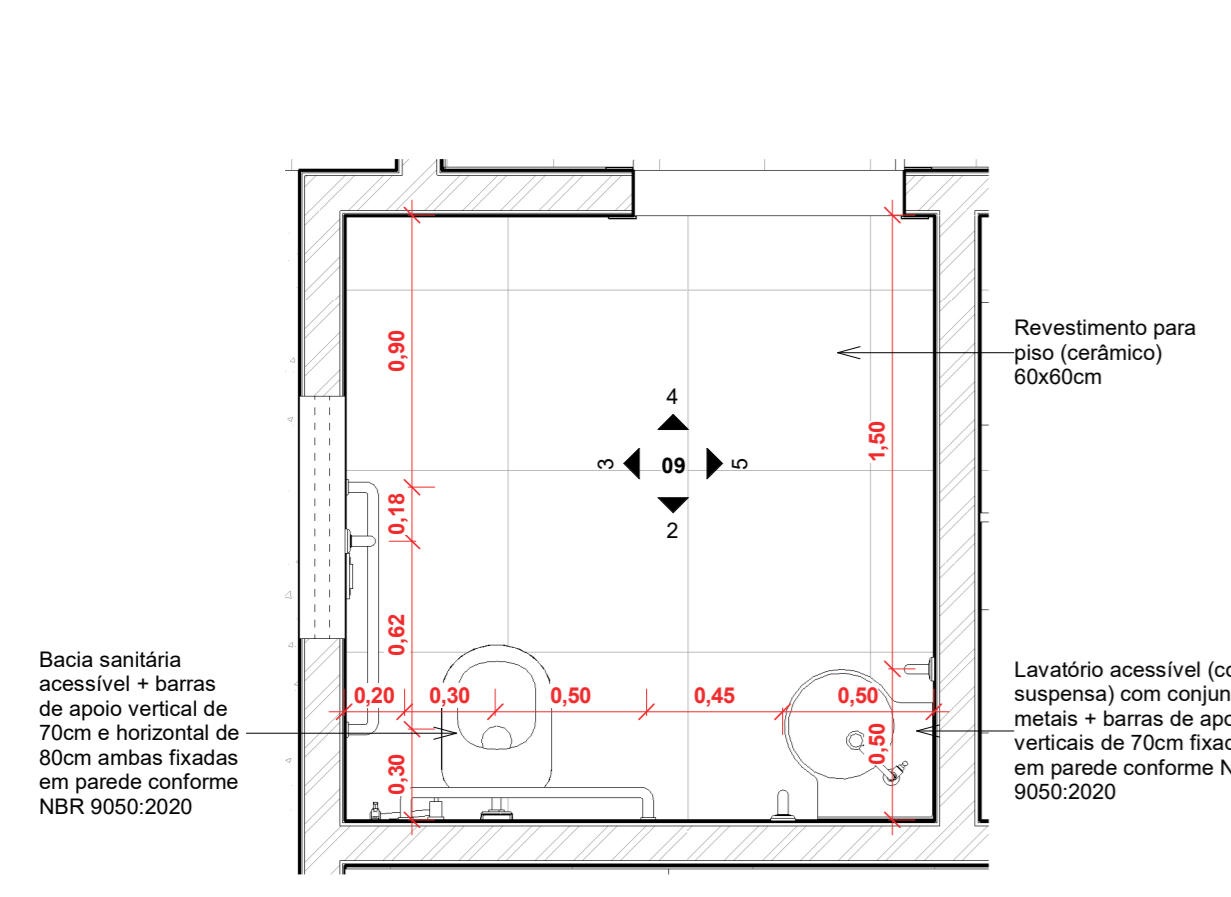 Revestimento para
piso (cerâmico)
60x60cm
0,90
0,18
0,62
0,30
1,50
0,50
4
3
09
5
2
0,20
0,30
0,50
0,45
0,50
Bacia sanitária
acessível + barras
de apoio vertical de
70cm e horizontal de
80cm ambas fixadas
em parede conforme
NBR 9050:2020
Lavatório acessível (co
suspensa) com conjun
metais + barras de apo
verticais de 70cm fixad
em parede conforme N
9050:2020